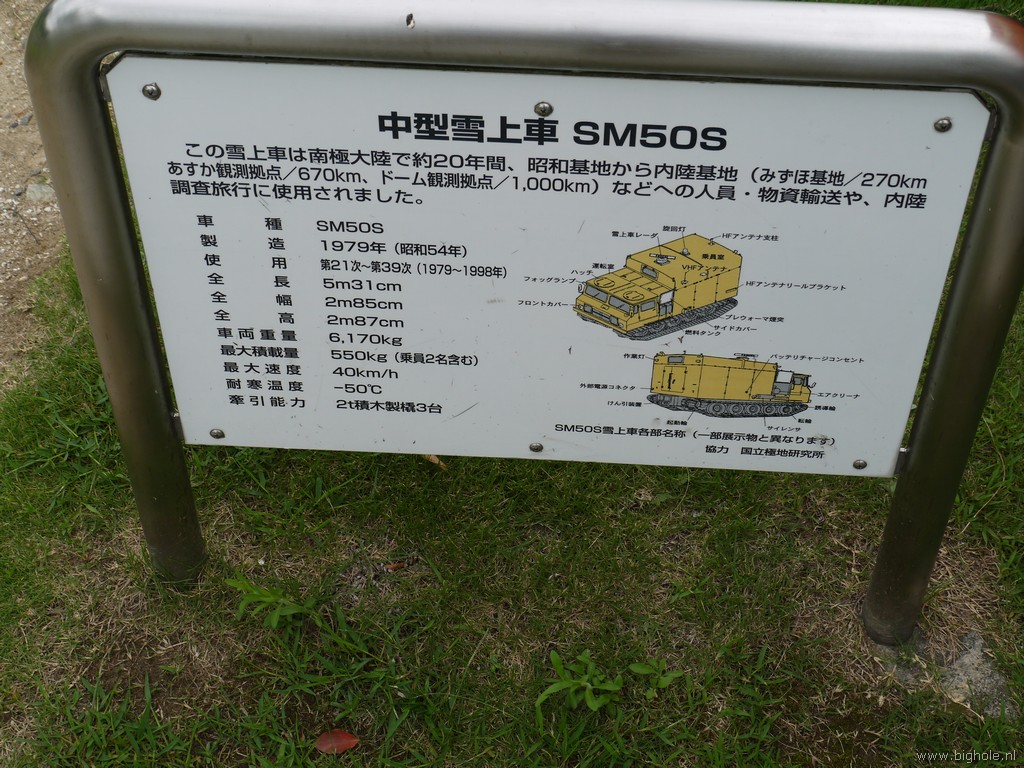 中型雪上車 SM50S
この雪上車は南極大陸で約20年間、昭和基地から内陸基地（みずほ基地／270km
あすか観測拠点／670km、ドーム観測拠点／1,000km）などへの人員・物資輸送や、内陸
調査旅行に使用されました。
車種 SM50S
製造 1979年（昭和54年）
使用 第21次〜第39次（1979〜1998年）
全長 5m31cm
全幅 2m85cm
全高 2m87cm
車両重量 6,170kg
最大積載量 550kg（乗員2名含む）
最大速度 40km/h
耐寒温度 −50℃
牽引能力 2t積木製橇3台
旋回灯
雪上車レーダ
HFアンテナ支柱
乗員室
運転室
VHFアンテナ
ハッチ
フォッグランプ
HFアンテナリールブラケット
フロントカバー
プレウォーマ煙突
サイドカバー
燃料タンク
作業灯
バッテリチャージコンセント
外部電源コネクタ
エアクリーナ
けん引装置
誘導輪
起動輪
転輪
サイレンサ
SM50S雪上車各部名称（一部展示物と異なります）
協力 国立極地研究所
www.bighole.nl